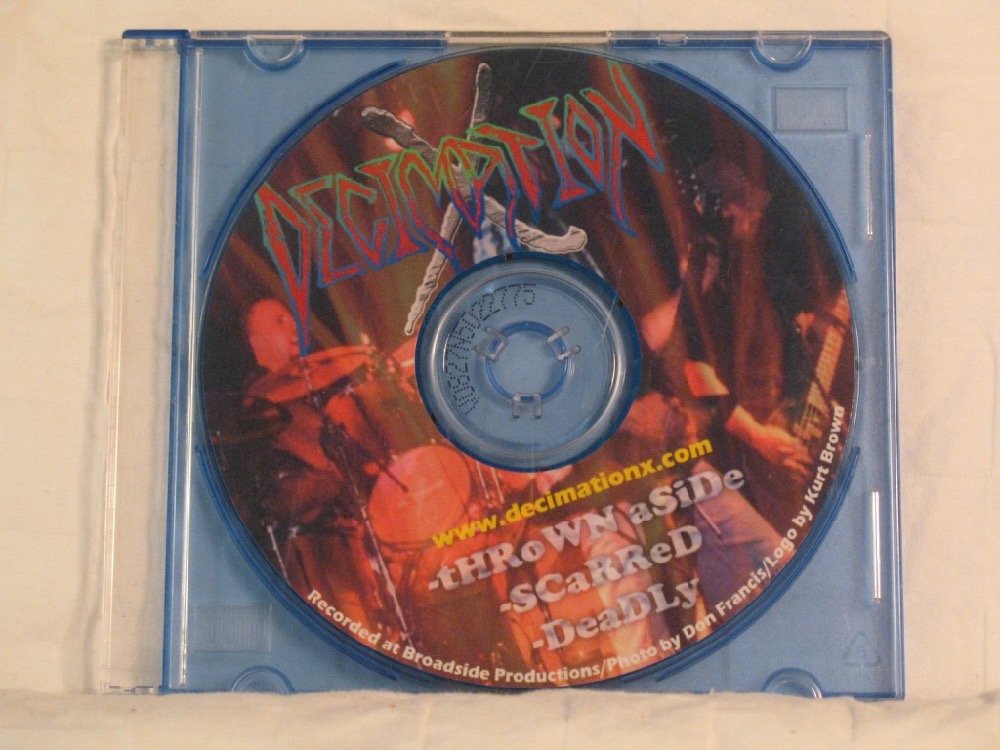 DECIMATION
X
www.decimationx.com
-tHRoWN aSiDe
-sCaRReD
-DeaDLy
Recorded at Broadside Productions/Photo by Don Francis/Logo by Kurt Brown